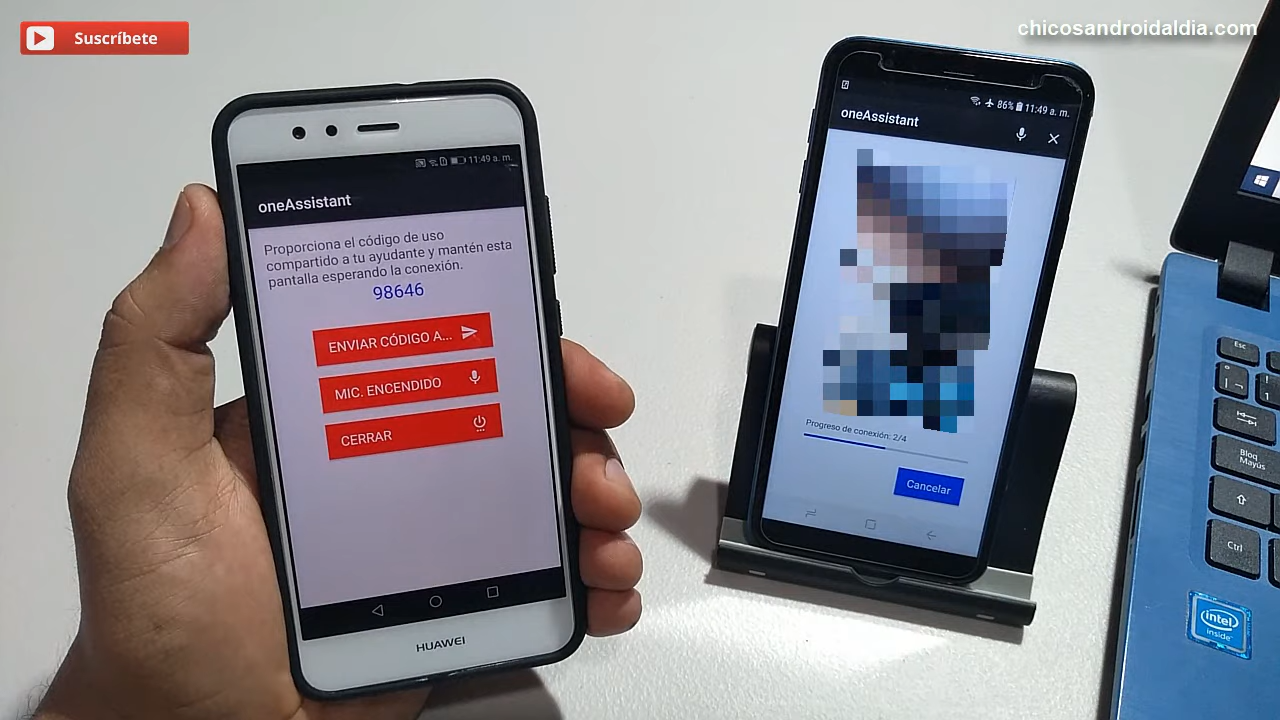 Suscríbete
chicosandroidaldia.com
11:49 a. m.
oneAssistant
Proporciona el código de uso
compartido a tu ayudante y mantén esta
pantalla esperando la conexión.
98646
ENVIAR CÓDIGO A...
MIC. ENCENDIDO
CERRAR
HUAWEI
86% 11:49 a. m.
oneAssistant
Progreso de conexión: 2/4
Cancelar
Esc
Bloq
Mayus
Ctrl
intel
inside